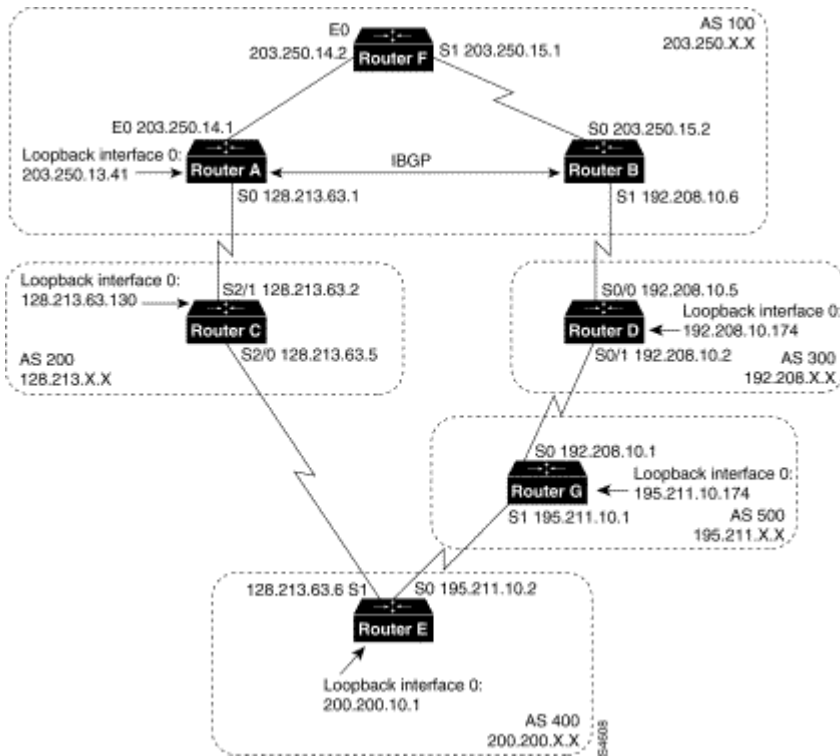 AS 100
203.250.X.X
E0
203.250.14.2
Router F
S1 203.250.15.1
E0 203.250.14.1
S0 203.250.15.2
Loopback interface 0:
203.250.13.41
Router A
IBGP
Router B
S0 128.213.63.1
S1 192.208.10.6
Loopback interface 0:
128.213.63.130
S2/1 128.213.63.2
Router C
S2/0 128.213.63.5
AS 200
128.213.X.X
S0/0 192.208.10.5
Loopback interface 0:
192.208.10.174
Router D
S0/1 192.208.10.2
AS 300
192.208.X.X
S0 192.208.10.1
Loopback interface 0:
195.211.10.174
Router G
S1 195.211.10.1
AS 500
195.211.X.X
128.213.63.6 S1
S0 195.211.10.2
Router E
Loopback interface 0:
200.200.10.1
AS 400
200.200.X.X